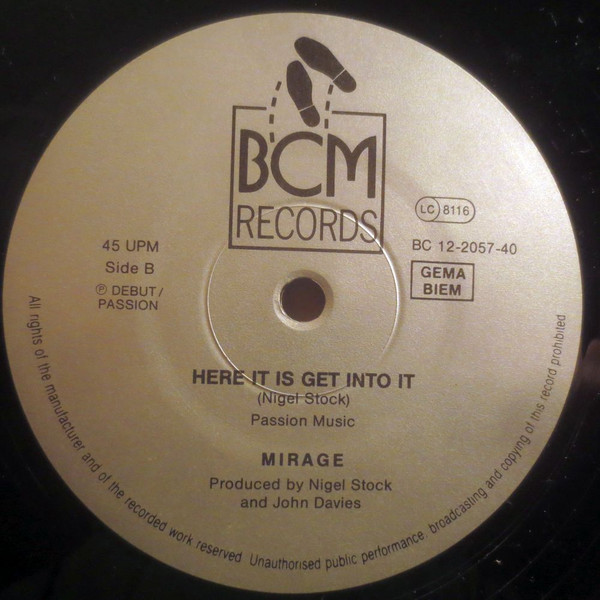 BCM
RECORDS
LC 8116
45 UPM
Side B
℗ DEBUT/
PASSION
BC 12-2057-40
GEMA
BIEM
HERE IT IS GET INTO IT
(Nigel Stock)
Passion Music
MIRAGE
Produced by Nigel Stock
and John Davies
All rights of the manufacturer and of the recorded work reserved. Unauthorised public performance, broadcasting and copying of this record prohibited